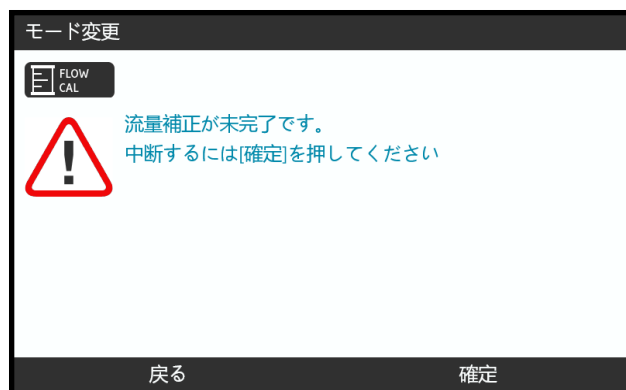 モード変更
FLOW
CAL
流量補正が未完了です。
中断するには[確定]を押してください
戻る
確定